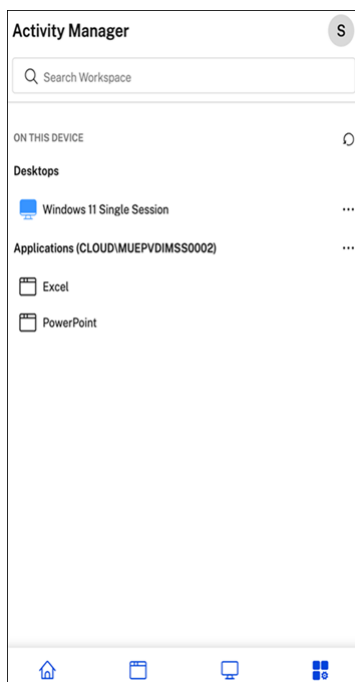 Activity Manager
S
Search Workspace
ON THIS DEVICE
Desktops
Windows 11 Single Session
Applications (CLOUD\MUEPVDIMSS0002)
Excel
PowerPoint